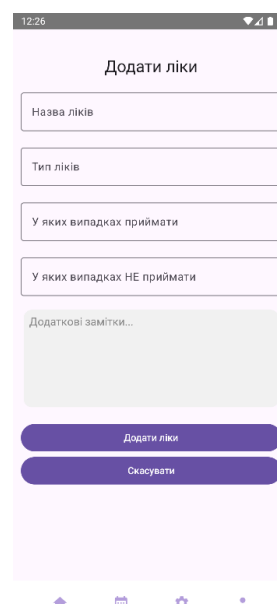 12:26
Додати ліки
Назва ліків
Тип ліків
У яких випадках приймати
У яких випадках НЕ приймати
Додаткові замітки...
Додати ліки
Скасувати